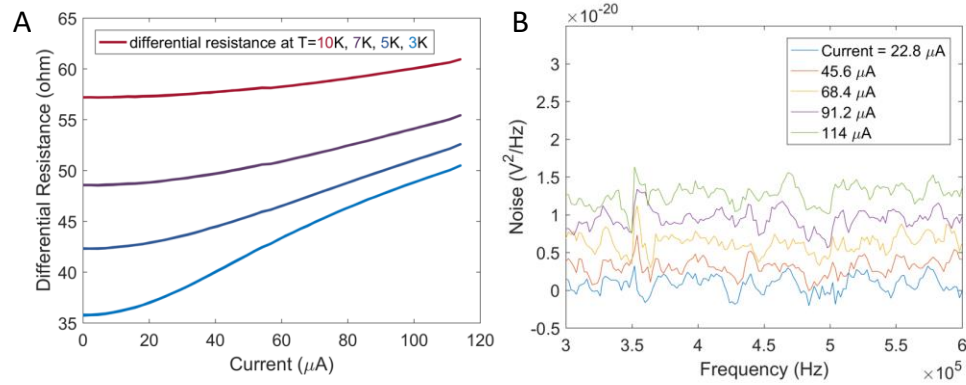 A
differential resistance at T=10K, 7K, 5K, 3K
Differential Resistance (ohm)
65
60
55
50
45
40
35
0
20
40
60
80
100
120
Current (μA)
B
×10⁻²⁰
Current = 22.8 μA
45.6 μA
68.4 μA
91.2 μA
114 μA
Noise (V²/Hz)
3
2.5
2
1.5
1
0.5
0
-0.5
3
3.5
4
4.5
5
5.5
6
Frequency (Hz)
×10⁵